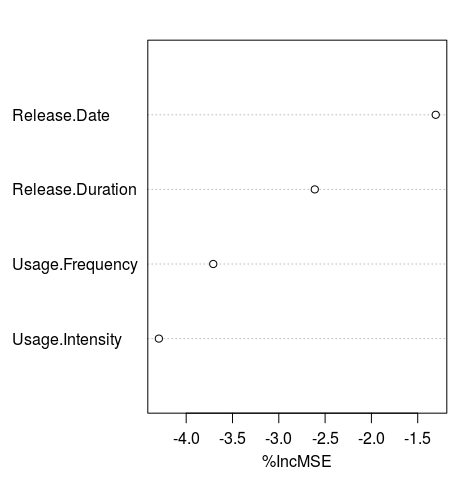 Release.Date
Release.Duration
Usage.Frequency
Usage.Intensity
-4.0 -3.5 -3.0 -2.5 -2.0 -1.5
%IncMSE